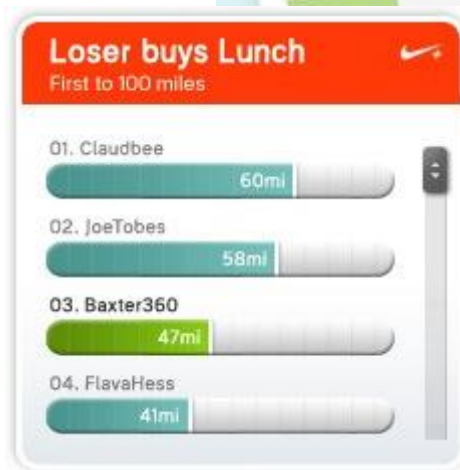 Loser buys Lunch
First to 100 miles
01. Claudbee
60mi
02. JoeTobes
58mi
03. Baxter360
47mi
04. FlavaHess
41mi